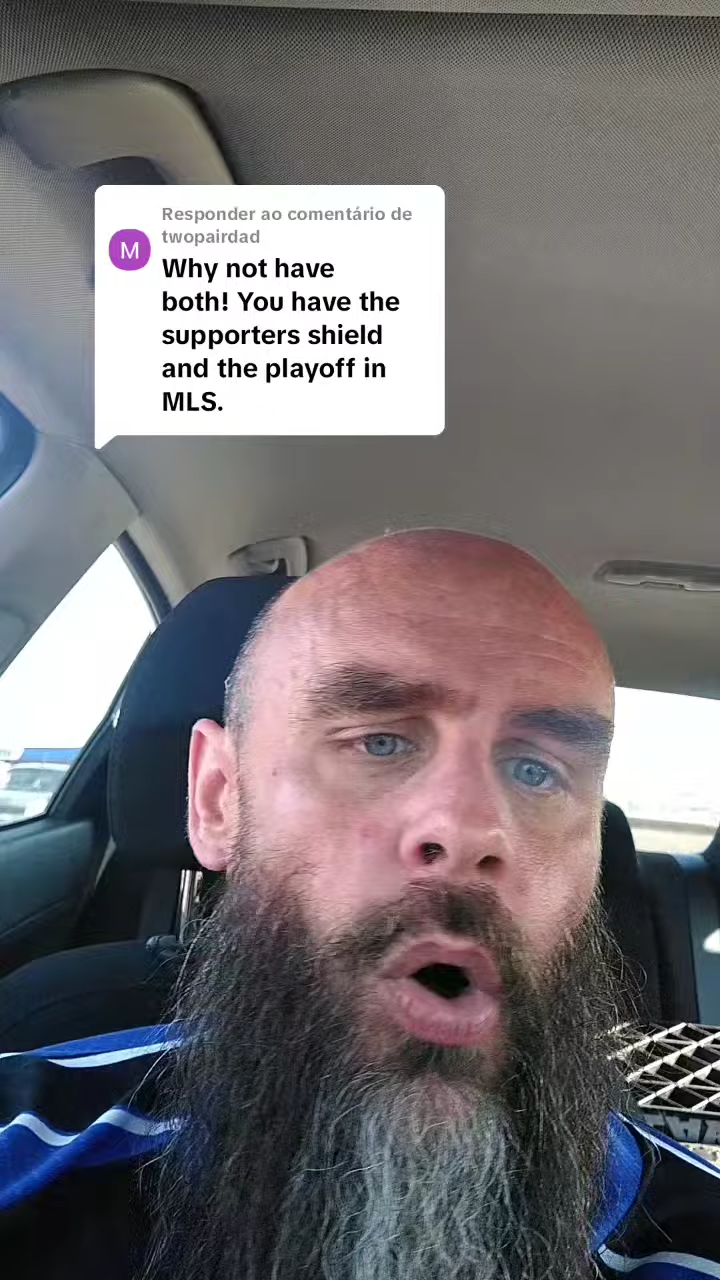 Responder ao comentário de
twopairdad
M
Why not have
both! You have the
supporters shield
and the playoff in
MLS.